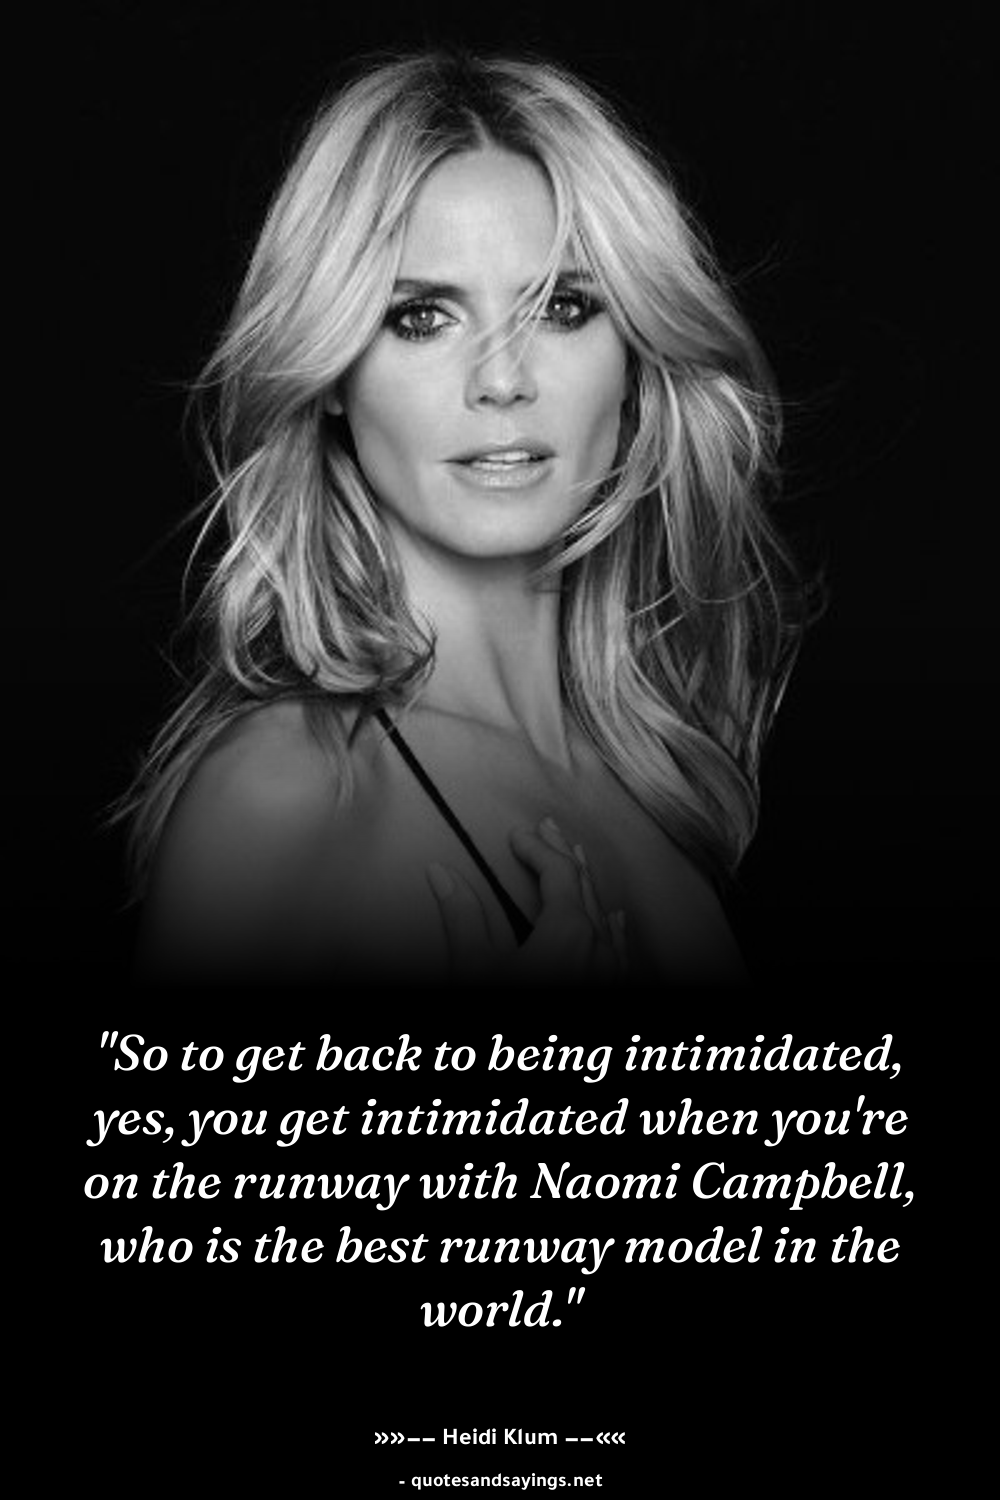 "So to get back to being intimidated,
yes, you get intimidated when you're
on the runway with Naomi Campbell,
who is the best runway model in the
world."
»»–– Heidi Klum ––««
- quotesandsayings.net